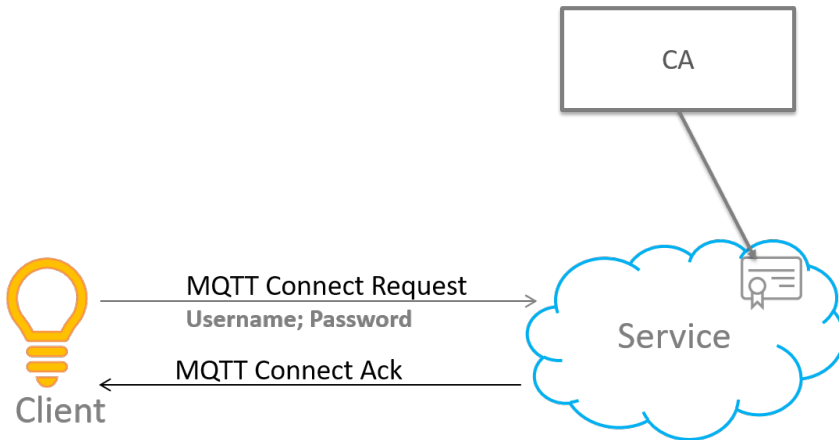 CA
MQTT Connect Request
Username; Password
MQTT Connect Ack
Service
Client